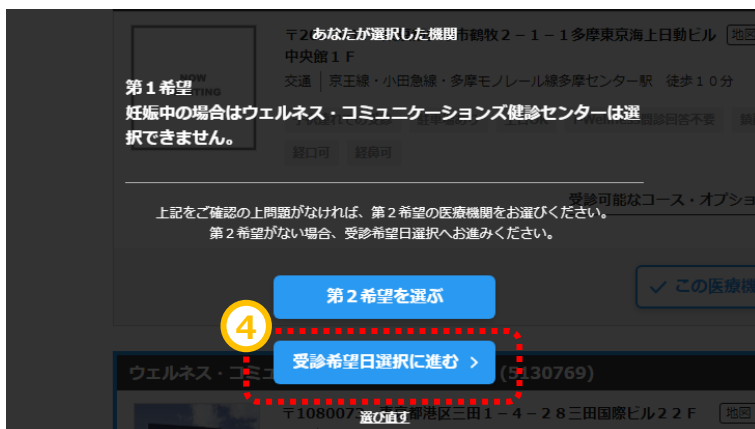 〒20 あなたが選択した機関 市鶴牧2-1-1多摩東京海上日動ビル 地図
中央館1F
NOW
交通 | 京王線・小田急線・多摩モノレール線多摩センター駅 徒歩10分
第1希望
妊娠中の場合はウェルネス・コミュニケーションズ健診センターは選
択できません。
問診回答不要
経口可 経鼻可
受診可能なコース・オプショ
上記をご確認の上問題がなければ、第2希望の医療機関をお選びください。
第2希望がない場合、受診希望日選択へお進みください。
第2希望を選ぶ
この医療機
4
受診希望日選択に進む >
ウェルネス・コミュ
(5130769)
〒1080073 都港区三田1-4-28三田国際ビル22F 地図
選び直す